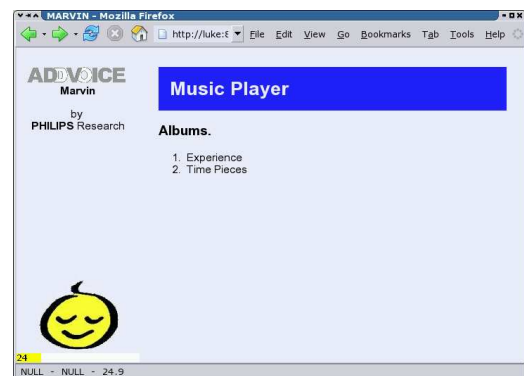 MARVIN - Mozilla Firefox
http://luke:8 File Edit View Go Bookmarks Tab Tools Help
ADDVOICE
Marvin
by
PHILIPS Research
Music Player
Albums.
1. Experience
2. Time Pieces
24
NULL - NULL - 24.9